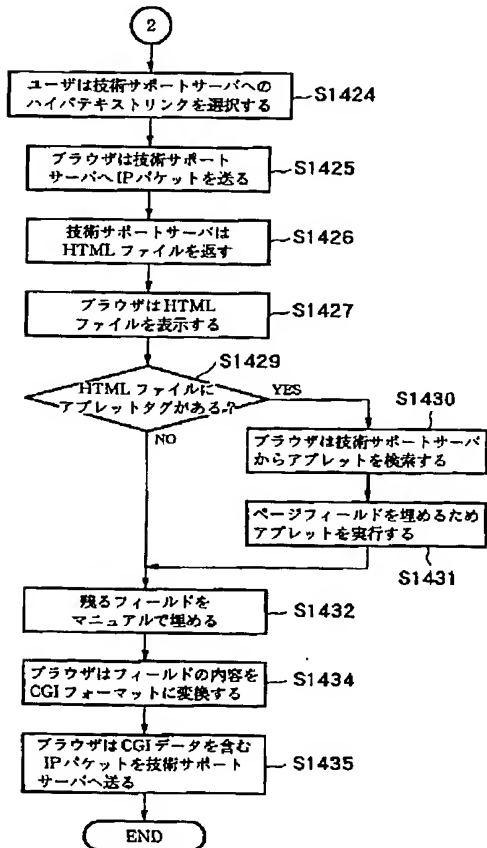 2
ユーザは技術サポートサーバへの
ハイパテキストリンクを選択する
S1424
ブラウザは技術サポート
サーバへIPパケットを送る
S1425
技術サポートサーバは
HTMLファイルを返す
S1426
ブラウザはHTML
ファイルを表示する
S1427
S1429
HTMLファイルに
アプレットタグがある?
YES
NO
S1430
ブラウザは技術サポートサーバ
からアプレットを検索する
ページフィールドを埋めるため
アプレットを実行する
S1431
残るフィールドを
マニュアルで埋める
S1432
ブラウザはフィールドの内容を
CGIフォーマットに変換する
S1434
ブラウザはCGIデータを含む
IPパケットを技術サポート
サーバへ送る
S1435
END